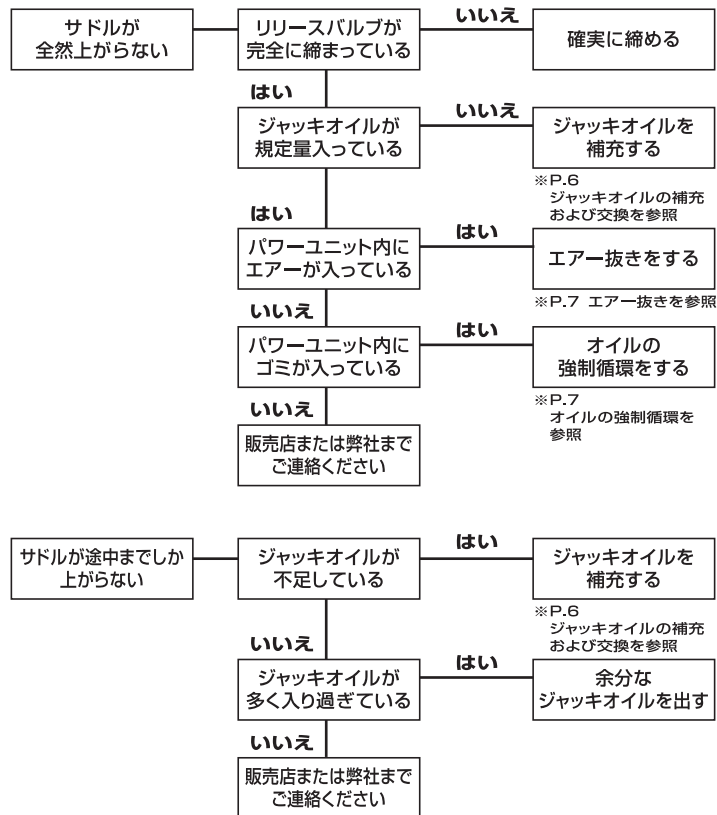 サドルが
全然上がらない
リリースバルブが
完全に締まっている
いいえ
確実に締める
はい
ジャッキオイルが
規定量入っている
いいえ
ジャッキオイルを
補充する
※P.6
ジャッキオイルの補充
および交換を参照
はい
パワーユニット内に
エアーが入っている
はい
エアー抜きをする
※P.7 エアー抜きを参照
いいえ
パワーユニット内に
ゴミが入っている
はい
オイルの
強制循環をする
※P.7
オイルの強制循環を
参照
いいえ
販売店または弊社まで
ご連絡ください
サドルが途中までしか
上がらない
ジャッキオイルが
不足している
はい
ジャッキオイルを
補充する
※P.6
ジャッキオイルの補充
および交換を参照
いいえ
ジャッキオイルが
多く入り過ぎている
はい
余分な
ジャッキオイルを出す
いいえ
販売店または弊社まで
ご連絡ください